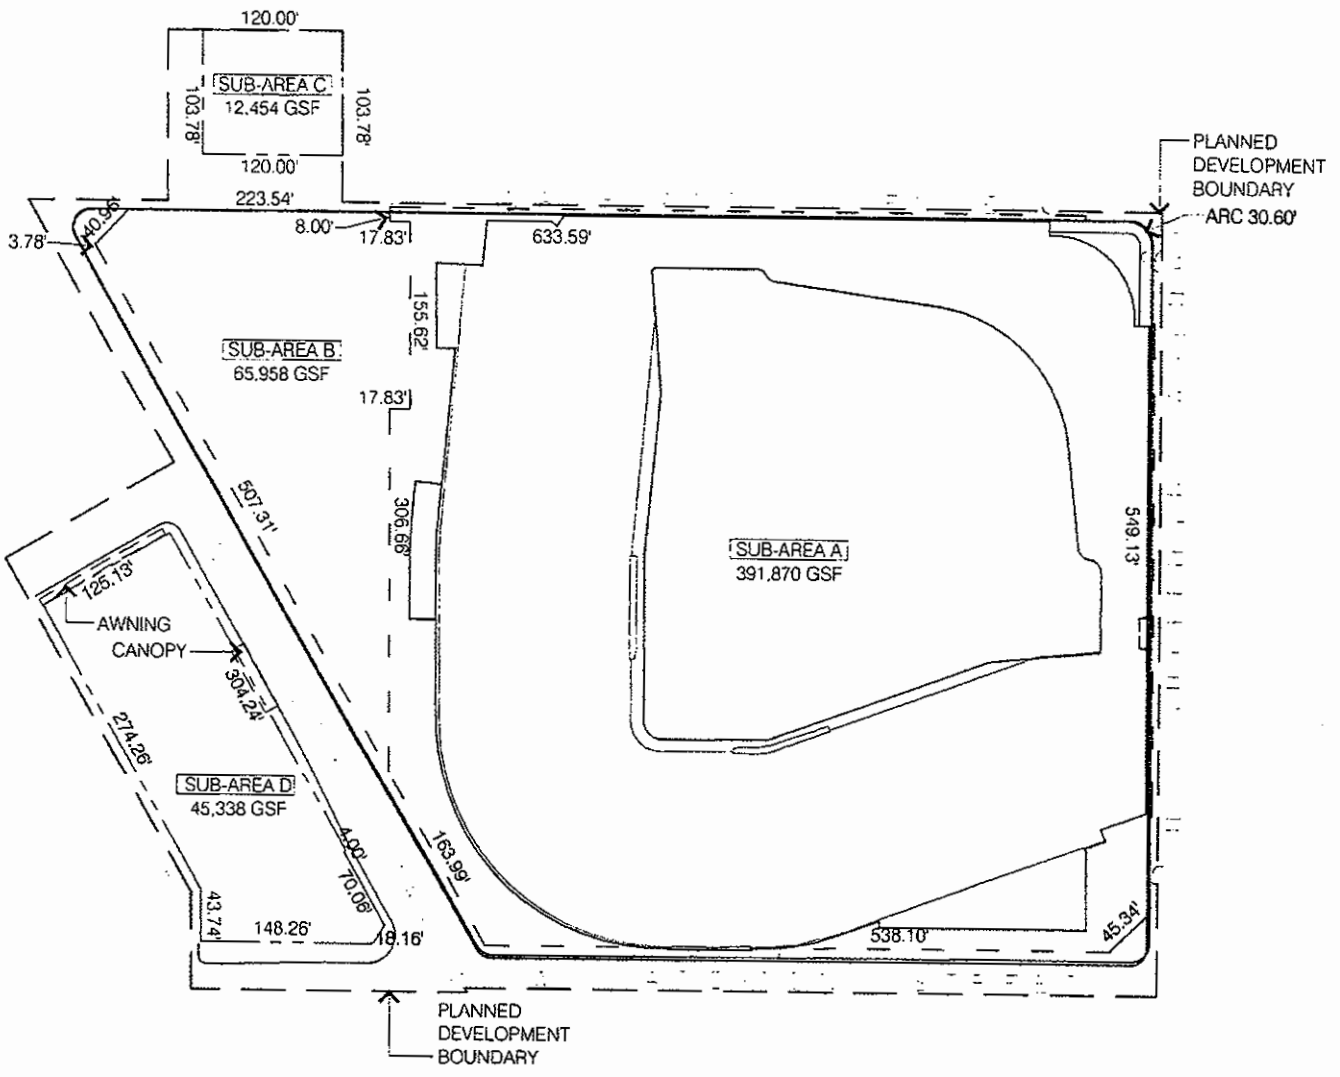 120.00'
SUB-AREA C
12,454 GSF
103.78'
103.78'
120.00'
223.54'
PLANNED
DEVELOPMENT
BOUNDARY
ARC 30.60'
40.96'
3.78'
8.00'
17.83'
633.59'
155.62'
SUB-AREA B
65,958 GSF
17.83'
507.31'
306.66'
549.13'
SUB-AREA A
391,870 GSF
125.13'
AWNING
CANOPY
304.24'
274.26'
SUB-AREA D
45,338 GSF
4.00'
163.99'
70.06'
43.74'
148.26'
18.16'
538.10'
45.34'
PLANNED
DEVELOPMENT
BOUNDARY